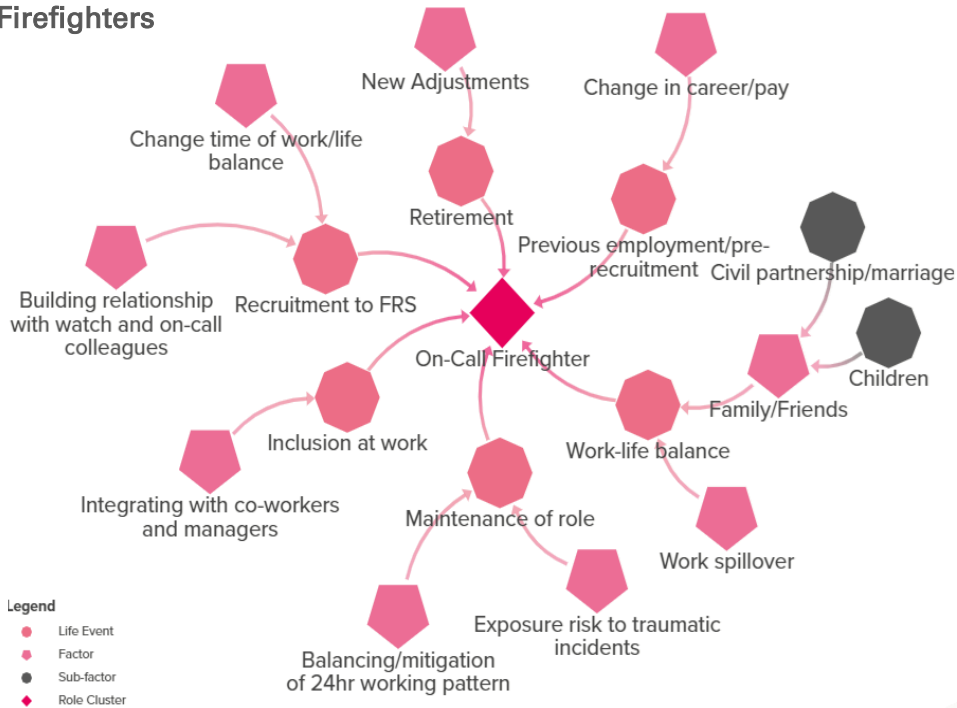 Firefighters
New Adjustments
Change in career/pay
Change time of work/life
balance
Retirement
Previous employment/pre-
recruitment
Civil partnership/marriage
Building relationship
with watch and on-call
colleagues
Recruitment to FRS
On-Call Firefighter
Children
Family/Friends
Inclusion at work
Work-life balance
Integrating with co-workers
and managers
Maintenance of role
Work spillover
Exposure risk to traumatic
incidents
Balancing/mitigation
of 24hr working pattern
Legend
Life Event
Factor
Sub-factor
Role Cluster